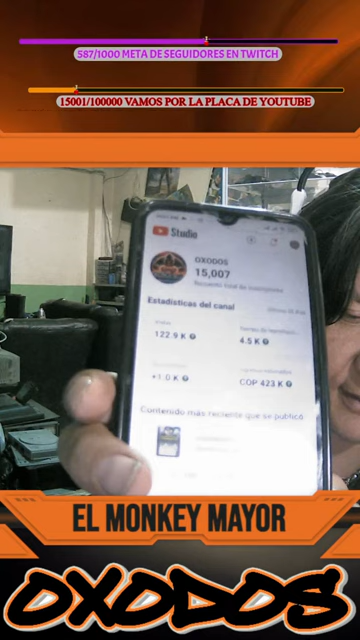 587/1000 META DE SEGUIDORES EN TWITCH
15001/100000 VAMOS POR LA PLACA DE YOUTUBE
Studio
OXODOS
15,007
Estadísticas del canal
122.9 K
4.5 K
+1.0 K
COP 423 K
Contenido más reciente que se publicó
EL MONKEY MAYOR
OXODOS